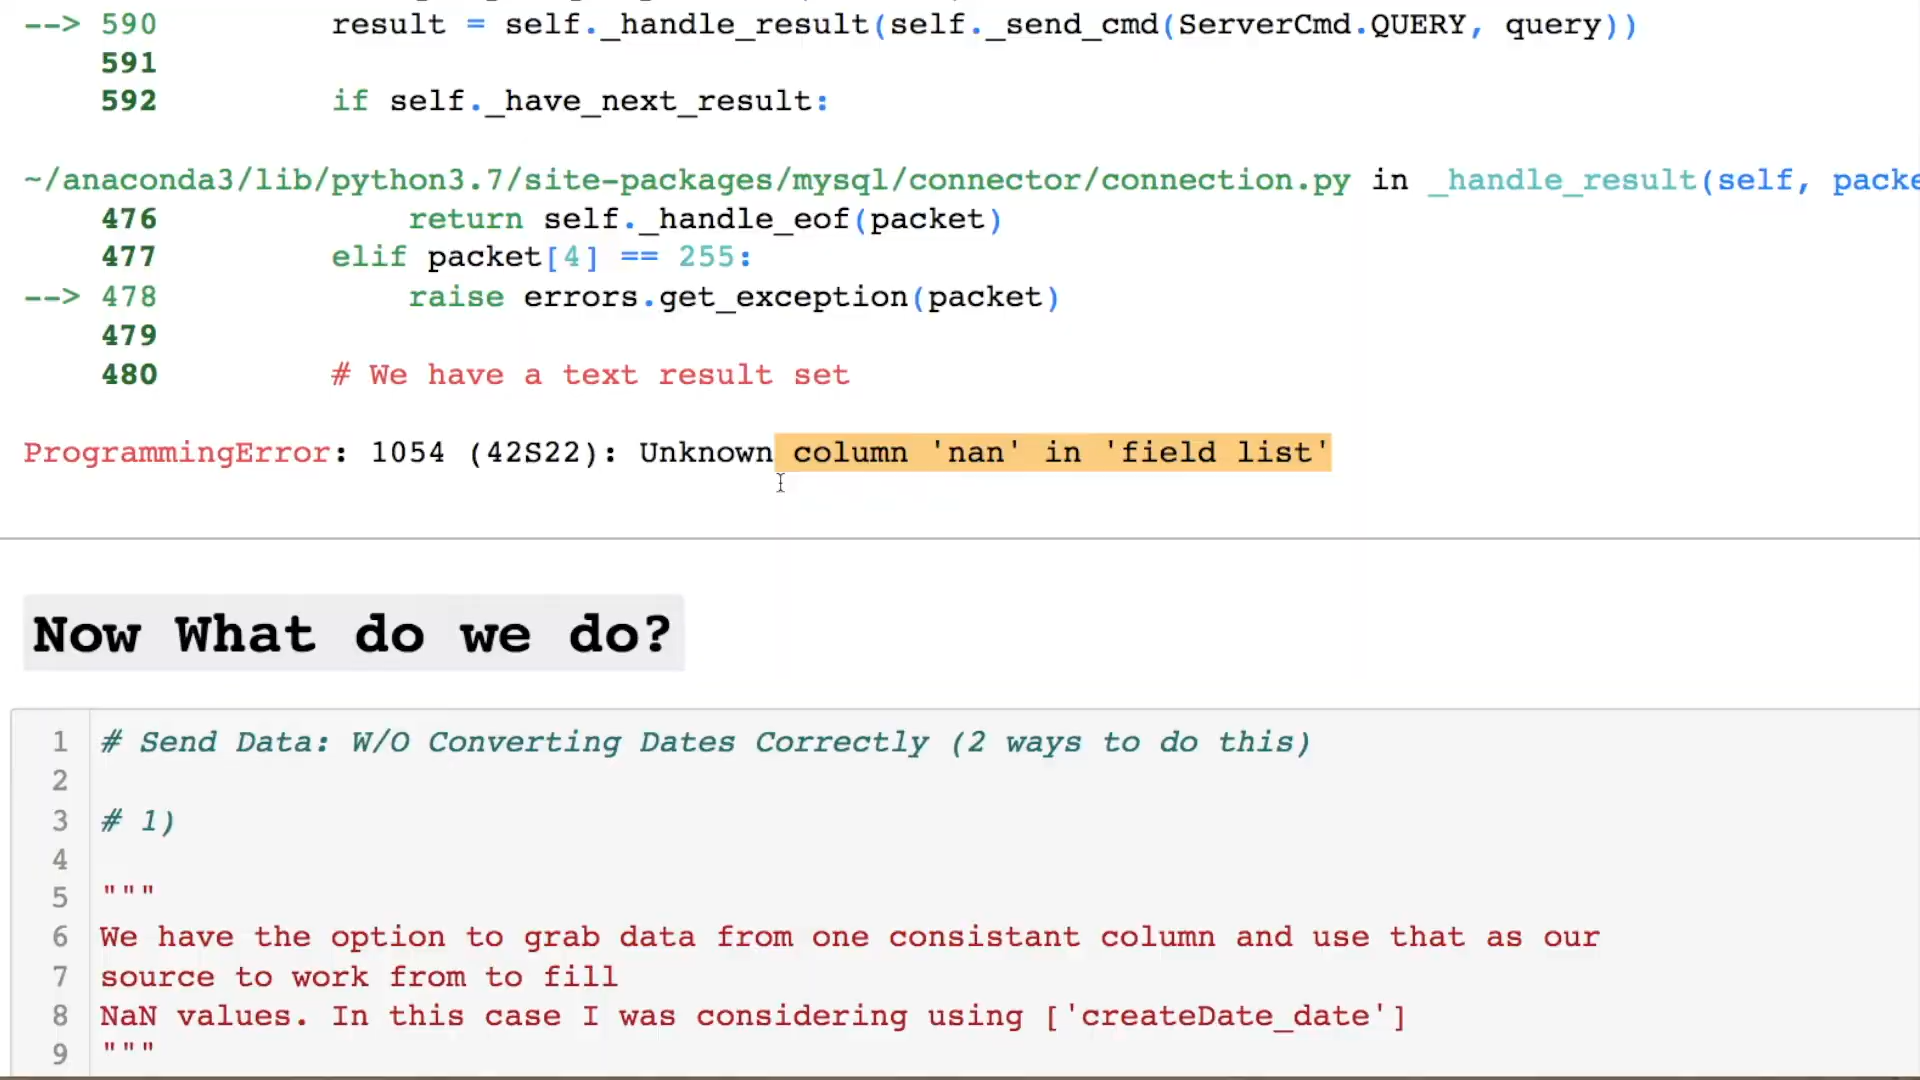 --> 590         result = self._handle_result(self._send_cmd(ServerCmd.QUERY, query))
591
592         if self._have_next_result:
~/anaconda3/lib/python3.7/site-packages/mysql/connector/connection.py in _handle_result(self, packe
476             return self._handle_eof(packet)
477         elif packet[4] == 255:
--> 478             raise errors.get_exception(packet)
479
480         # We have a text result set
ProgrammingError: 1054 (42S22): Unknown column 'nan' in 'field list'
Now What do we do?
1 # Send Data: W/O Converting Dates Correctly (2 ways to do this)
2
3 # 1)
4
5 """
6 We have the option to grab data from one consistant column and use that as our
7 source to work from to fill
8 NaN values. In this case I was considering using ['createDate_date']
9 """